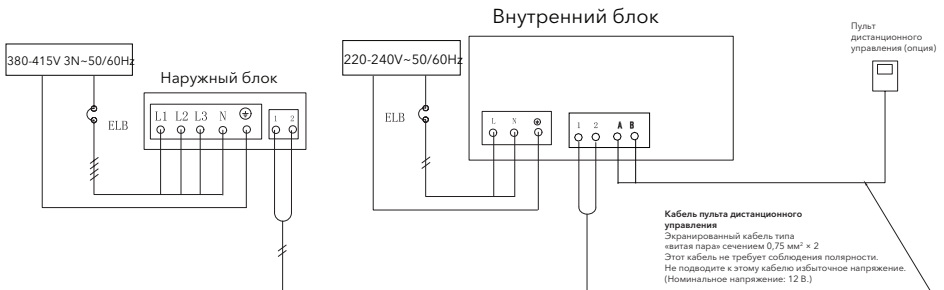 Внутренний блок
Пульт
дистанционного
управления (опция)
380-415V 3N~50/60Hz
220-240V~50/60Hz
Наружный блок
ELB
L1 L2 L3 N
1 2
ELB
L N
1 2 A B
Кабель пульта дистанционного
управления
Экранированный кабель типа
«витая пара» сечением 0,75 мм² × 2
Этот кабель не требует соблюдения полярности.
Не подводите к этому кабелю избыточное напряжение.
(Номинальное напряжение: 12 В.)